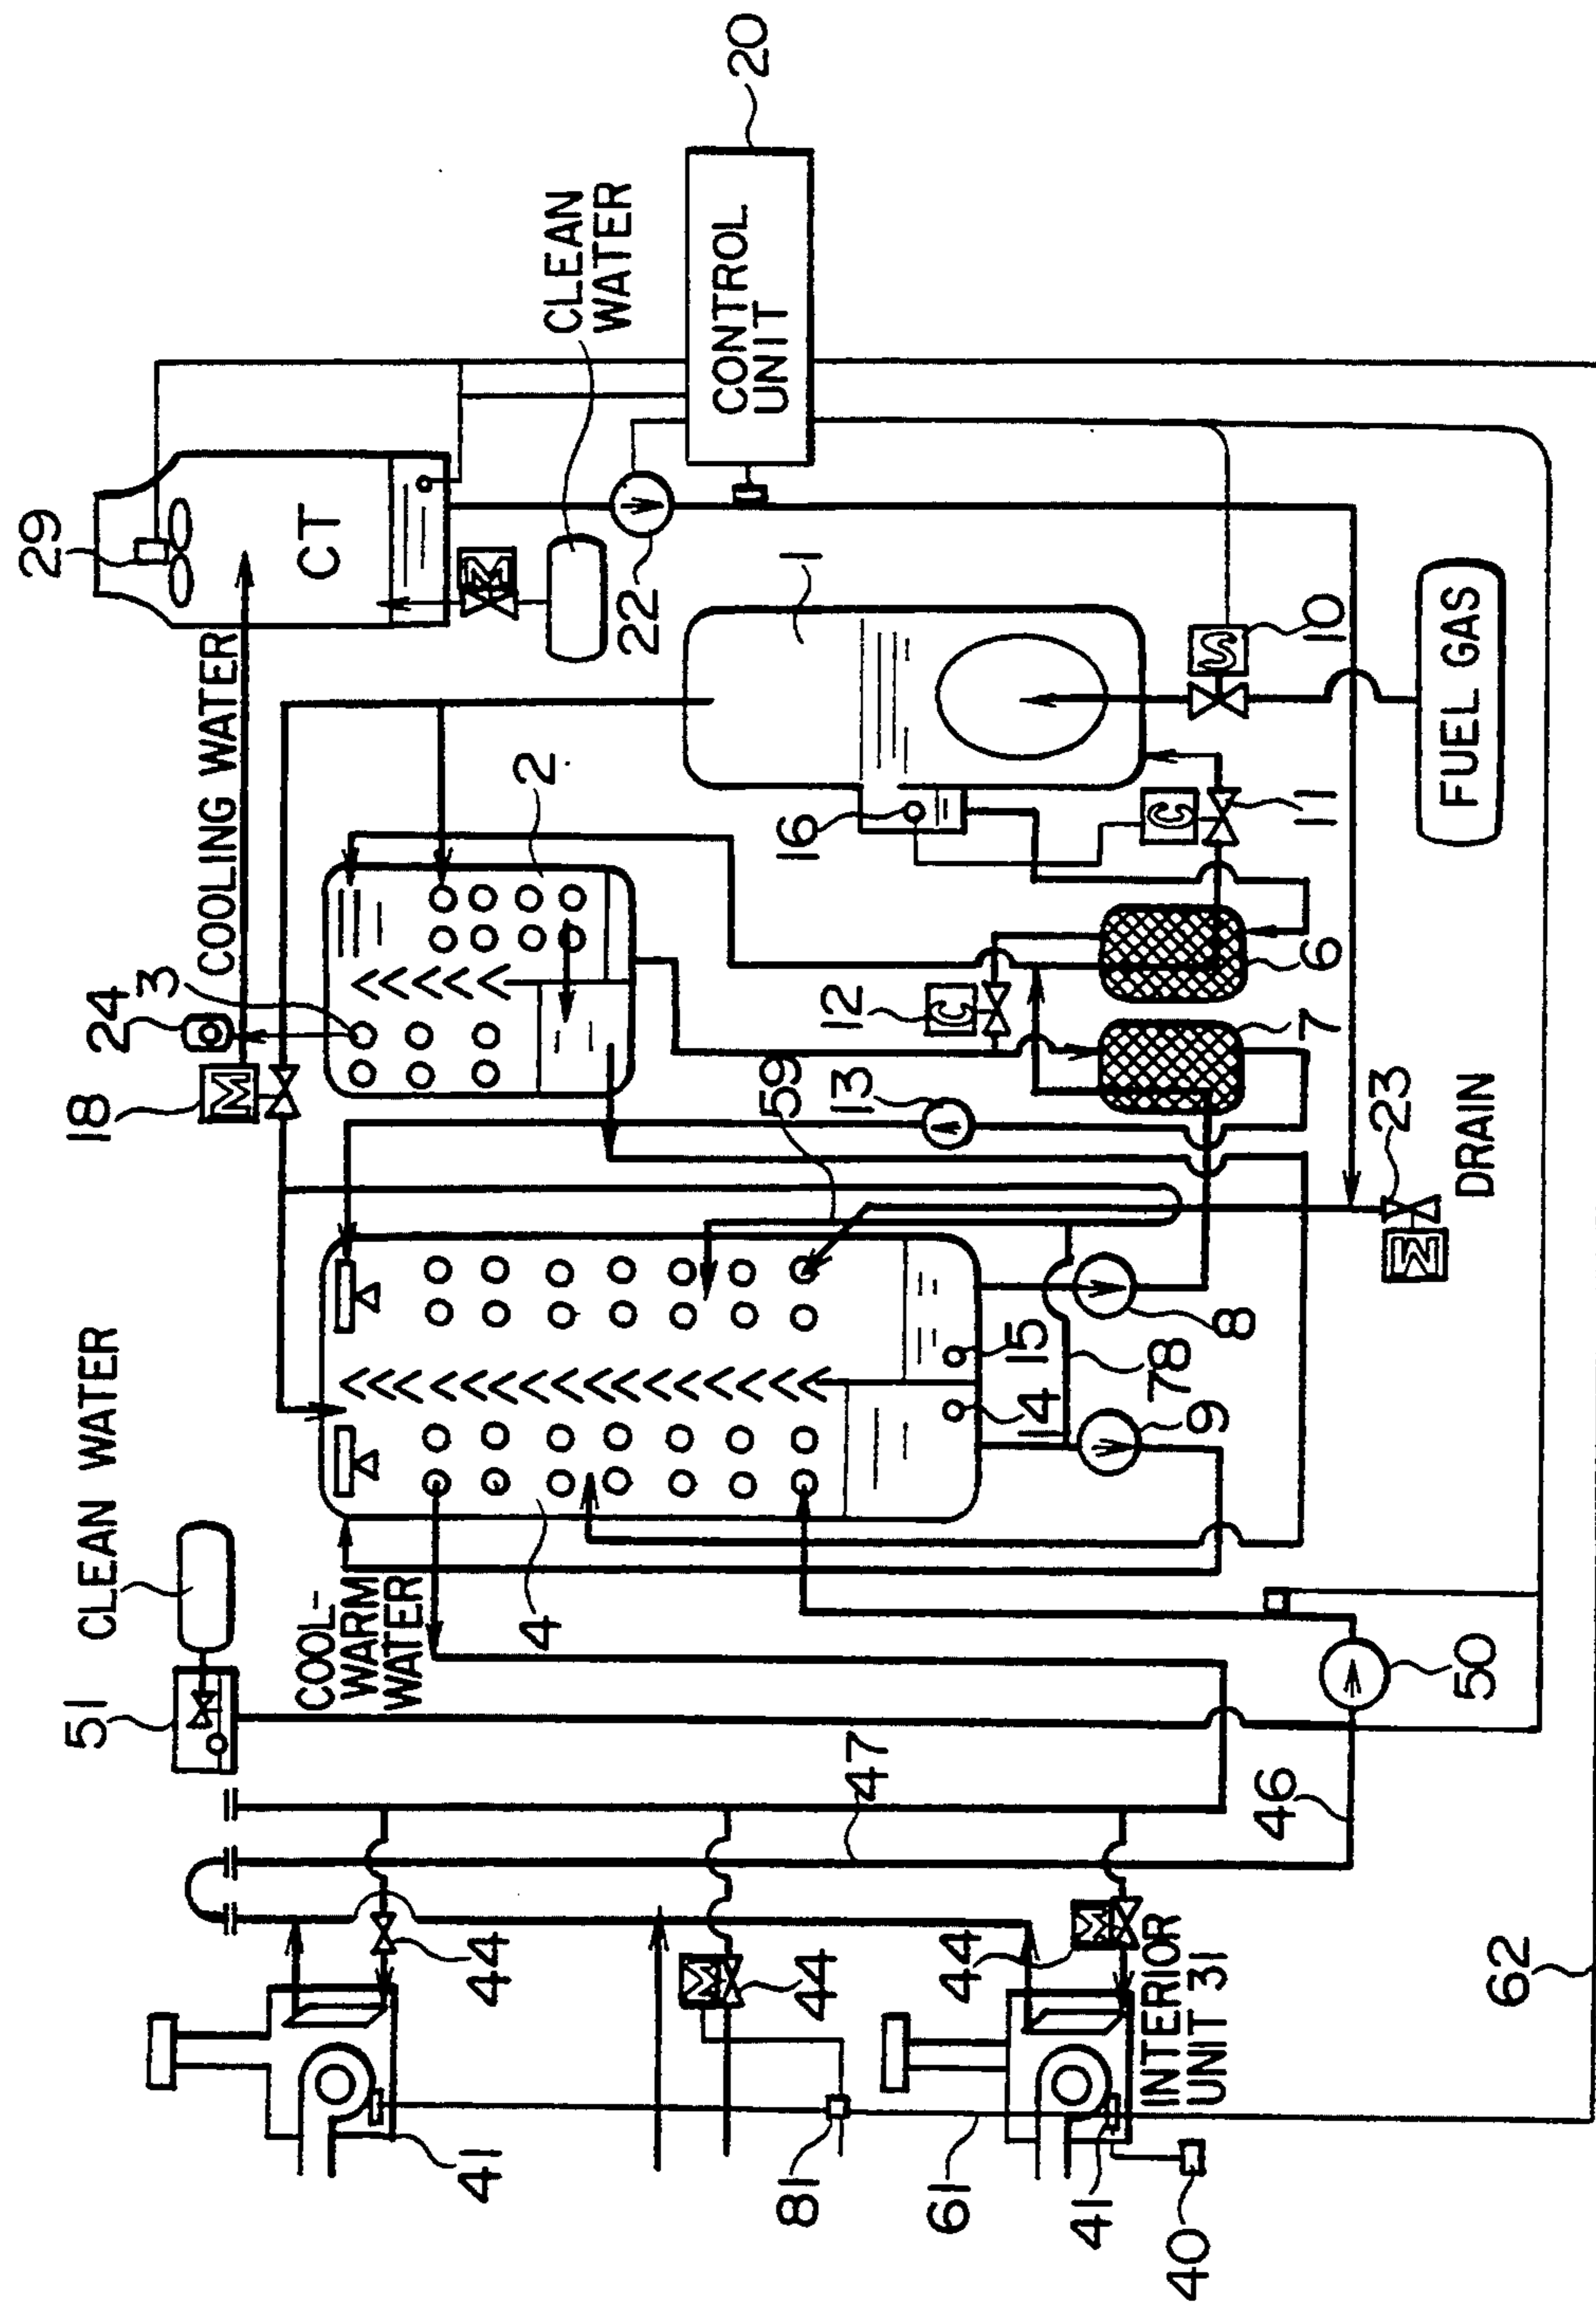 29
20
CT
COOLING WATER
CLEAN
WATER
CONTROL
UNIT
22
1
2
24
3
18
16
10
11
FUEL GAS
12
6
7
59
13
23
DRAIN
CLEAN WATER
51
COOL-
WARM
WATER
4
15
14
78
8
9
50
47
46
44
44
44
INTERIOR
UNIT 31
62
41
81
61
41
40
M
M
S
C
C
M
M
M